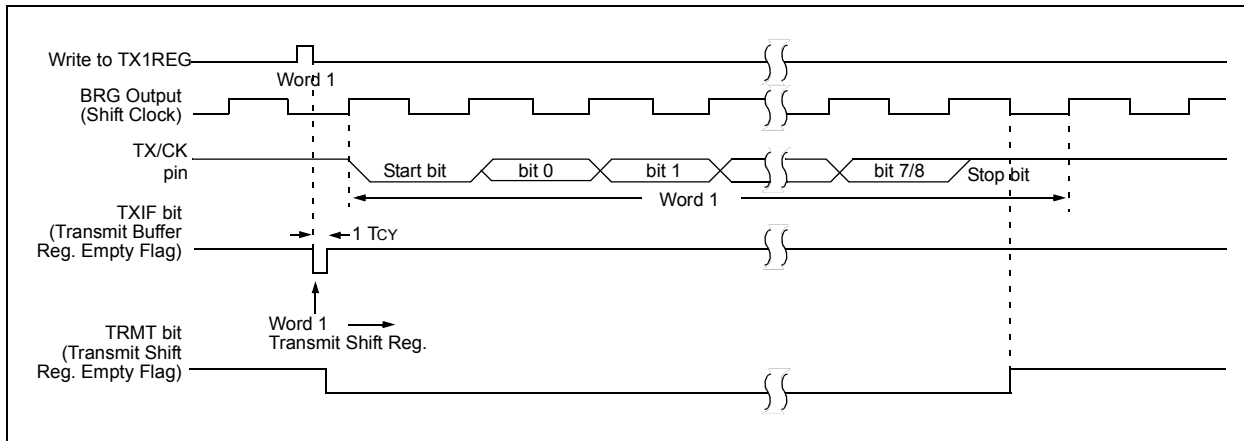 Write to TX1REG
Word 1
BRG Output
(Shift Clock)
TX/CK
pin
Start bit
bit 0
bit 1
bit 7/8
Stop bit
Word 1
TXIF bit
(Transmit Buffer
Reg. Empty Flag)
1 TCY
Word 1
Transmit Shift Reg.
TRMT bit
(Transmit Shift
Reg. Empty Flag)